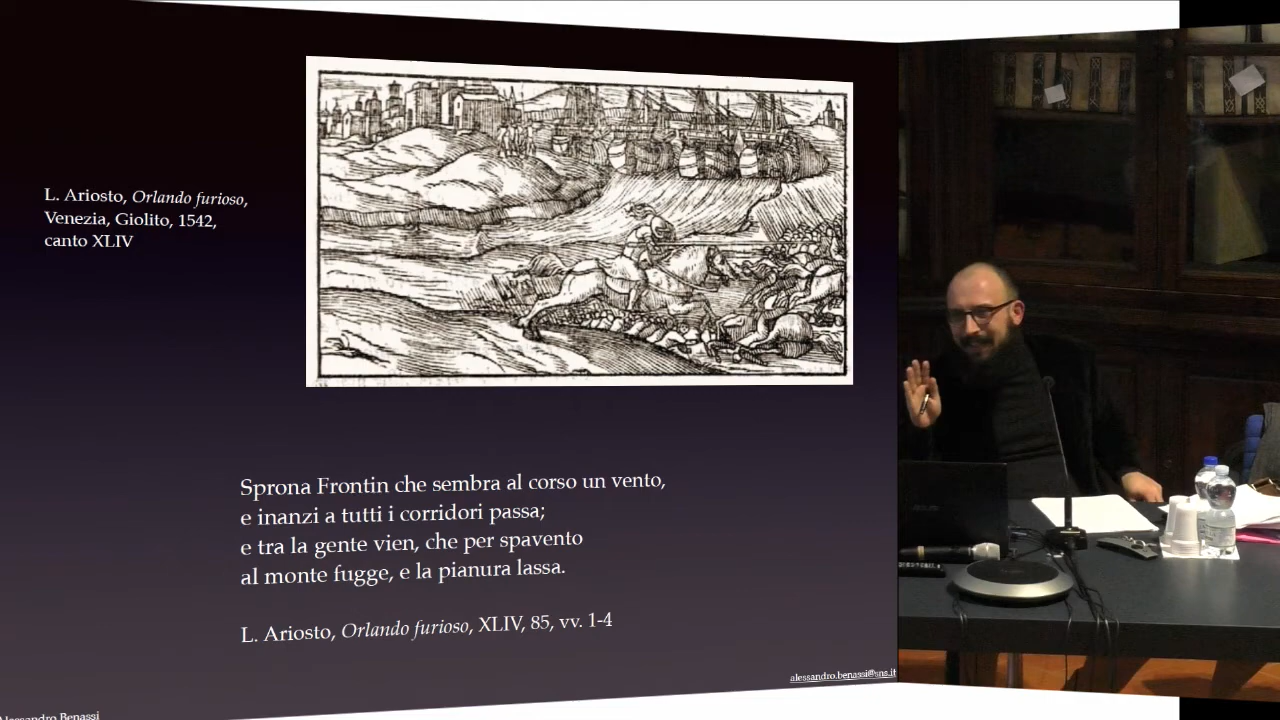 L. Ariosto, Orlando furioso,
Venezia, Giolito, 1542,
canto XLIV
Sprona Frontin che sembra al corso un vento,
e inanzi a tutti i corridori passa;
e tra la gente vien, che per spavento
al monte fugge, e la pianura lassa.
L. Ariosto, Orlando furioso, XLIV, 85, vv. 1-4
alessandro.benassi@sns.it
Alessandro Benassi